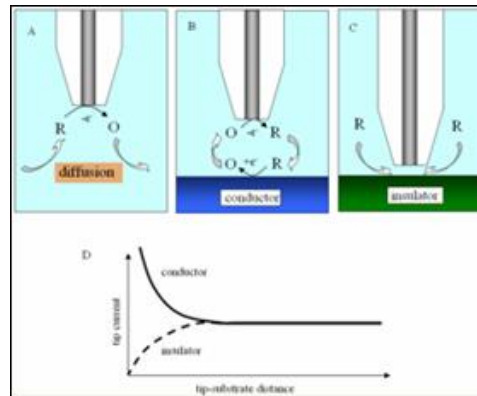 A
R
O
-e
diffusion
B
O
R
O
+e
R
conductor
C
R
R
insulator
D
conductor
insulator
tip current
tip-substrate distance